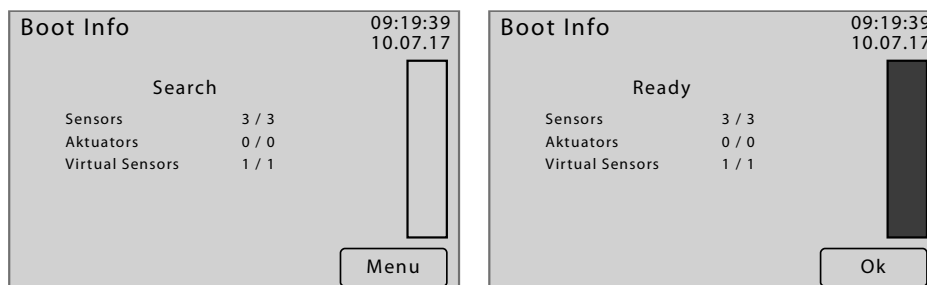 Boot Info
09:19:39
10.07.17
Search
Sensors 3 / 3
Aktuators 0 / 0
Virtual Sensors 1 / 1
Menu
Boot Info
09:19:39
10.07.17
Ready
Sensors 3 / 3
Aktuators 0 / 0
Virtual Sensors 1 / 1
Ok